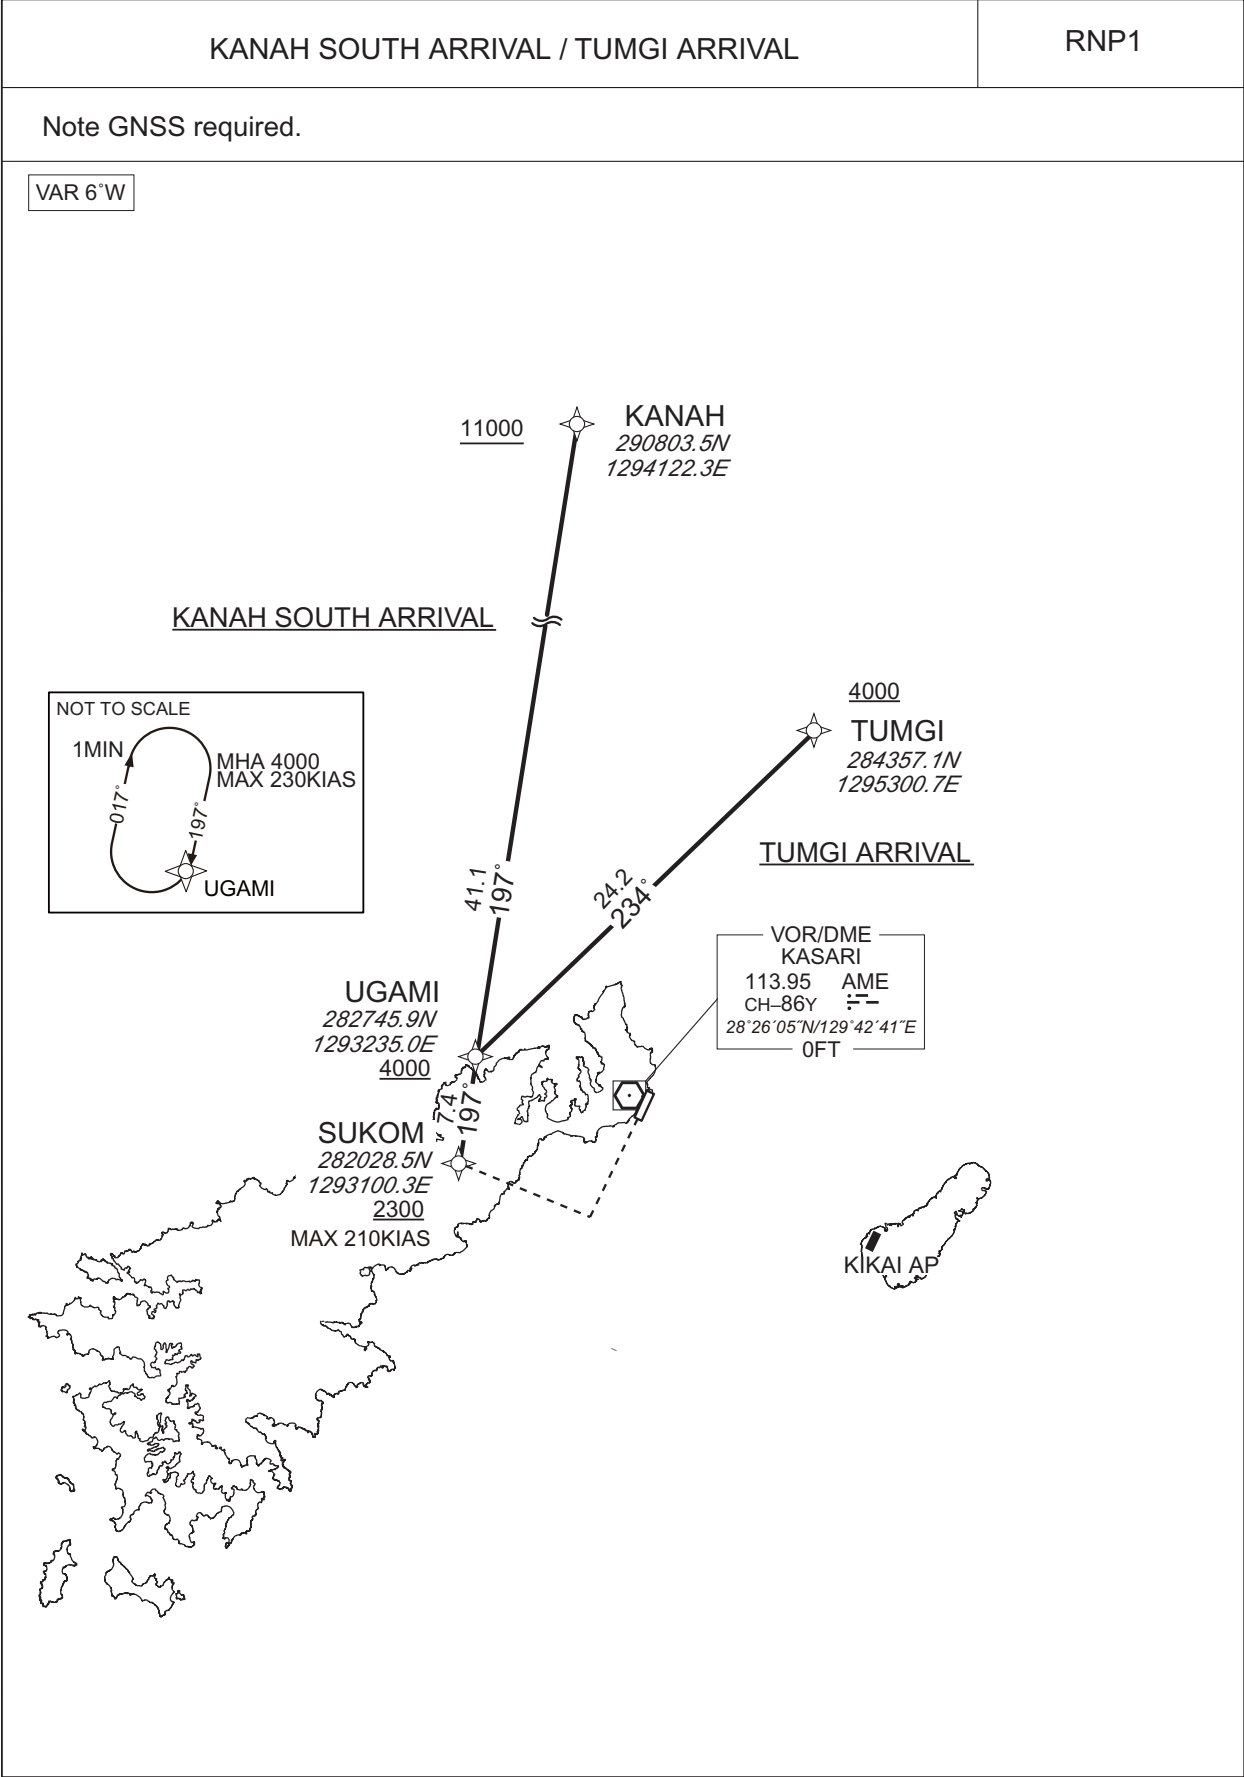 KANAH SOUTH ARRIVAL / TUMGI ARRIVAL
RNP1
Note GNSS required.
VAR 6°W
11000
KANAH
290803.5N
1294122.3E
KANAH SOUTH ARRIVAL
NOT TO SCALE
1MIN
MHA 4000
MAX 230KIAS
017°
197°
UGAMI
4000
TUMGI
284357.1N
1295300.7E
TUMGI ARRIVAL
41.1
197°
24.2
234°
VOR/DME
KASARI
113.95 AME
CH–86Y
28°26´05˝N/129°42´41˝E
0FT
UGAMI
282745.9N
1293235.0E
4000
7.4
197°
SUKOM
282028.5N
1293100.3E
2300
MAX 210KIAS
KIKAI AP